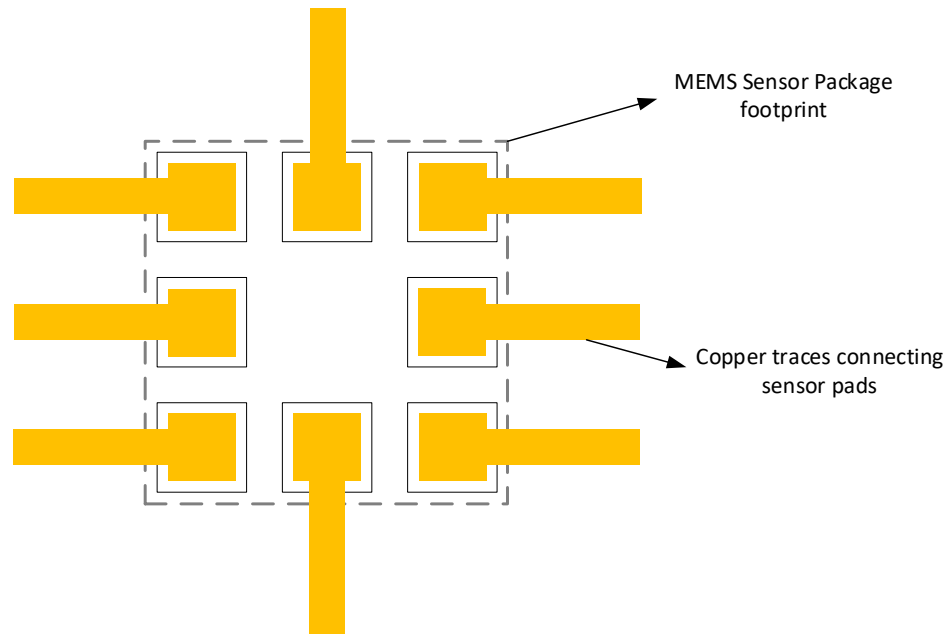 MEMS Sensor Package
footprint
Copper traces connecting
sensor pads